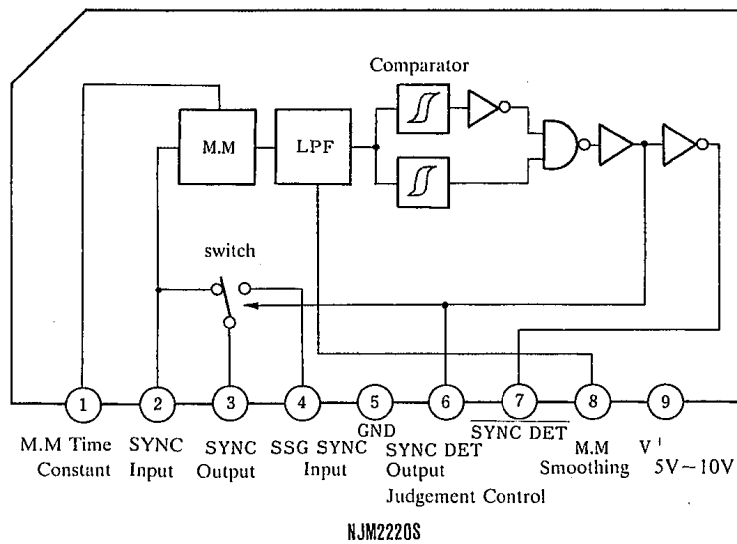 Comparator
M.M
LPF
switch
1 2 3 4 5 6 7 8 9
M.M Time
Constant
SYNC
Input
SYNC
Output
SSG SYNC
Input
GND
SYNC DET
Output
Judgement Control
SYNC DET
M.M
Smoothing
V+
5V~10V
NJM2220S